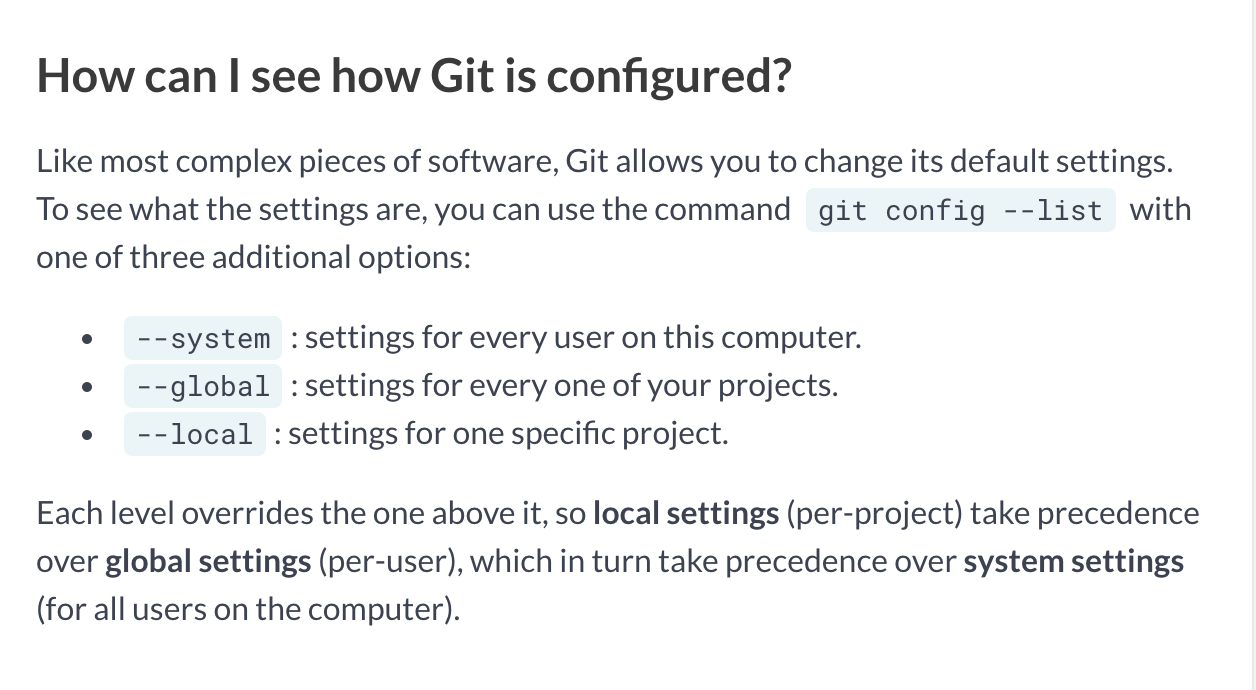 How can I see how Git is configured?
Like most complex pieces of software, Git allows you to change its default settings.
To see what the settings are, you can use the command git config --list with
one of three additional options:
• --system : settings for every user on this computer.
• --global : settings for every one of your projects.
• --local : settings for one specific project.
Each level overrides the one above it, so local settings (per-project) take precedence
over global settings (per-user), which in turn take precedence over system settings
(for all users on the computer).